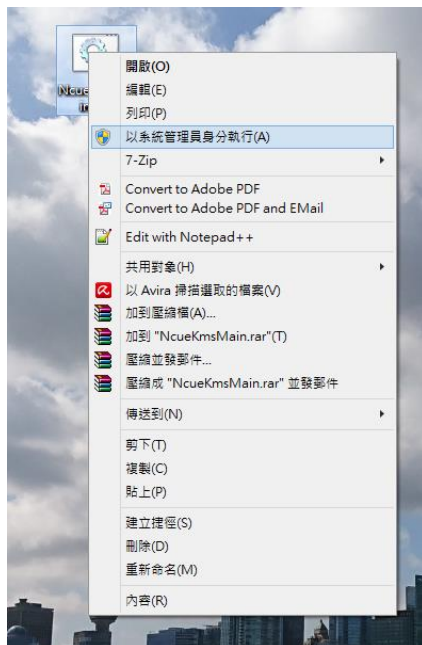 開啟(O)
編輯(E)
列印(P)
以系統管理員身分執行(A)
7-Zip
Convert to Adobe PDF
Convert to Adobe PDF and EMail
Edit with Notepad++
共用對象(H)
以 Avira 掃描選取的檔案(V)
加到壓縮檔(A)...
加到 "NcueKmsMain.rar"(T)
壓縮並發郵件...
壓縮成 "NcueKmsMain.rar" 並發郵件
傳送到(N)
剪下(T)
複製(C)
貼上(P)
建立捷徑(S)
刪除(D)
重新命名(M)
內容(R)